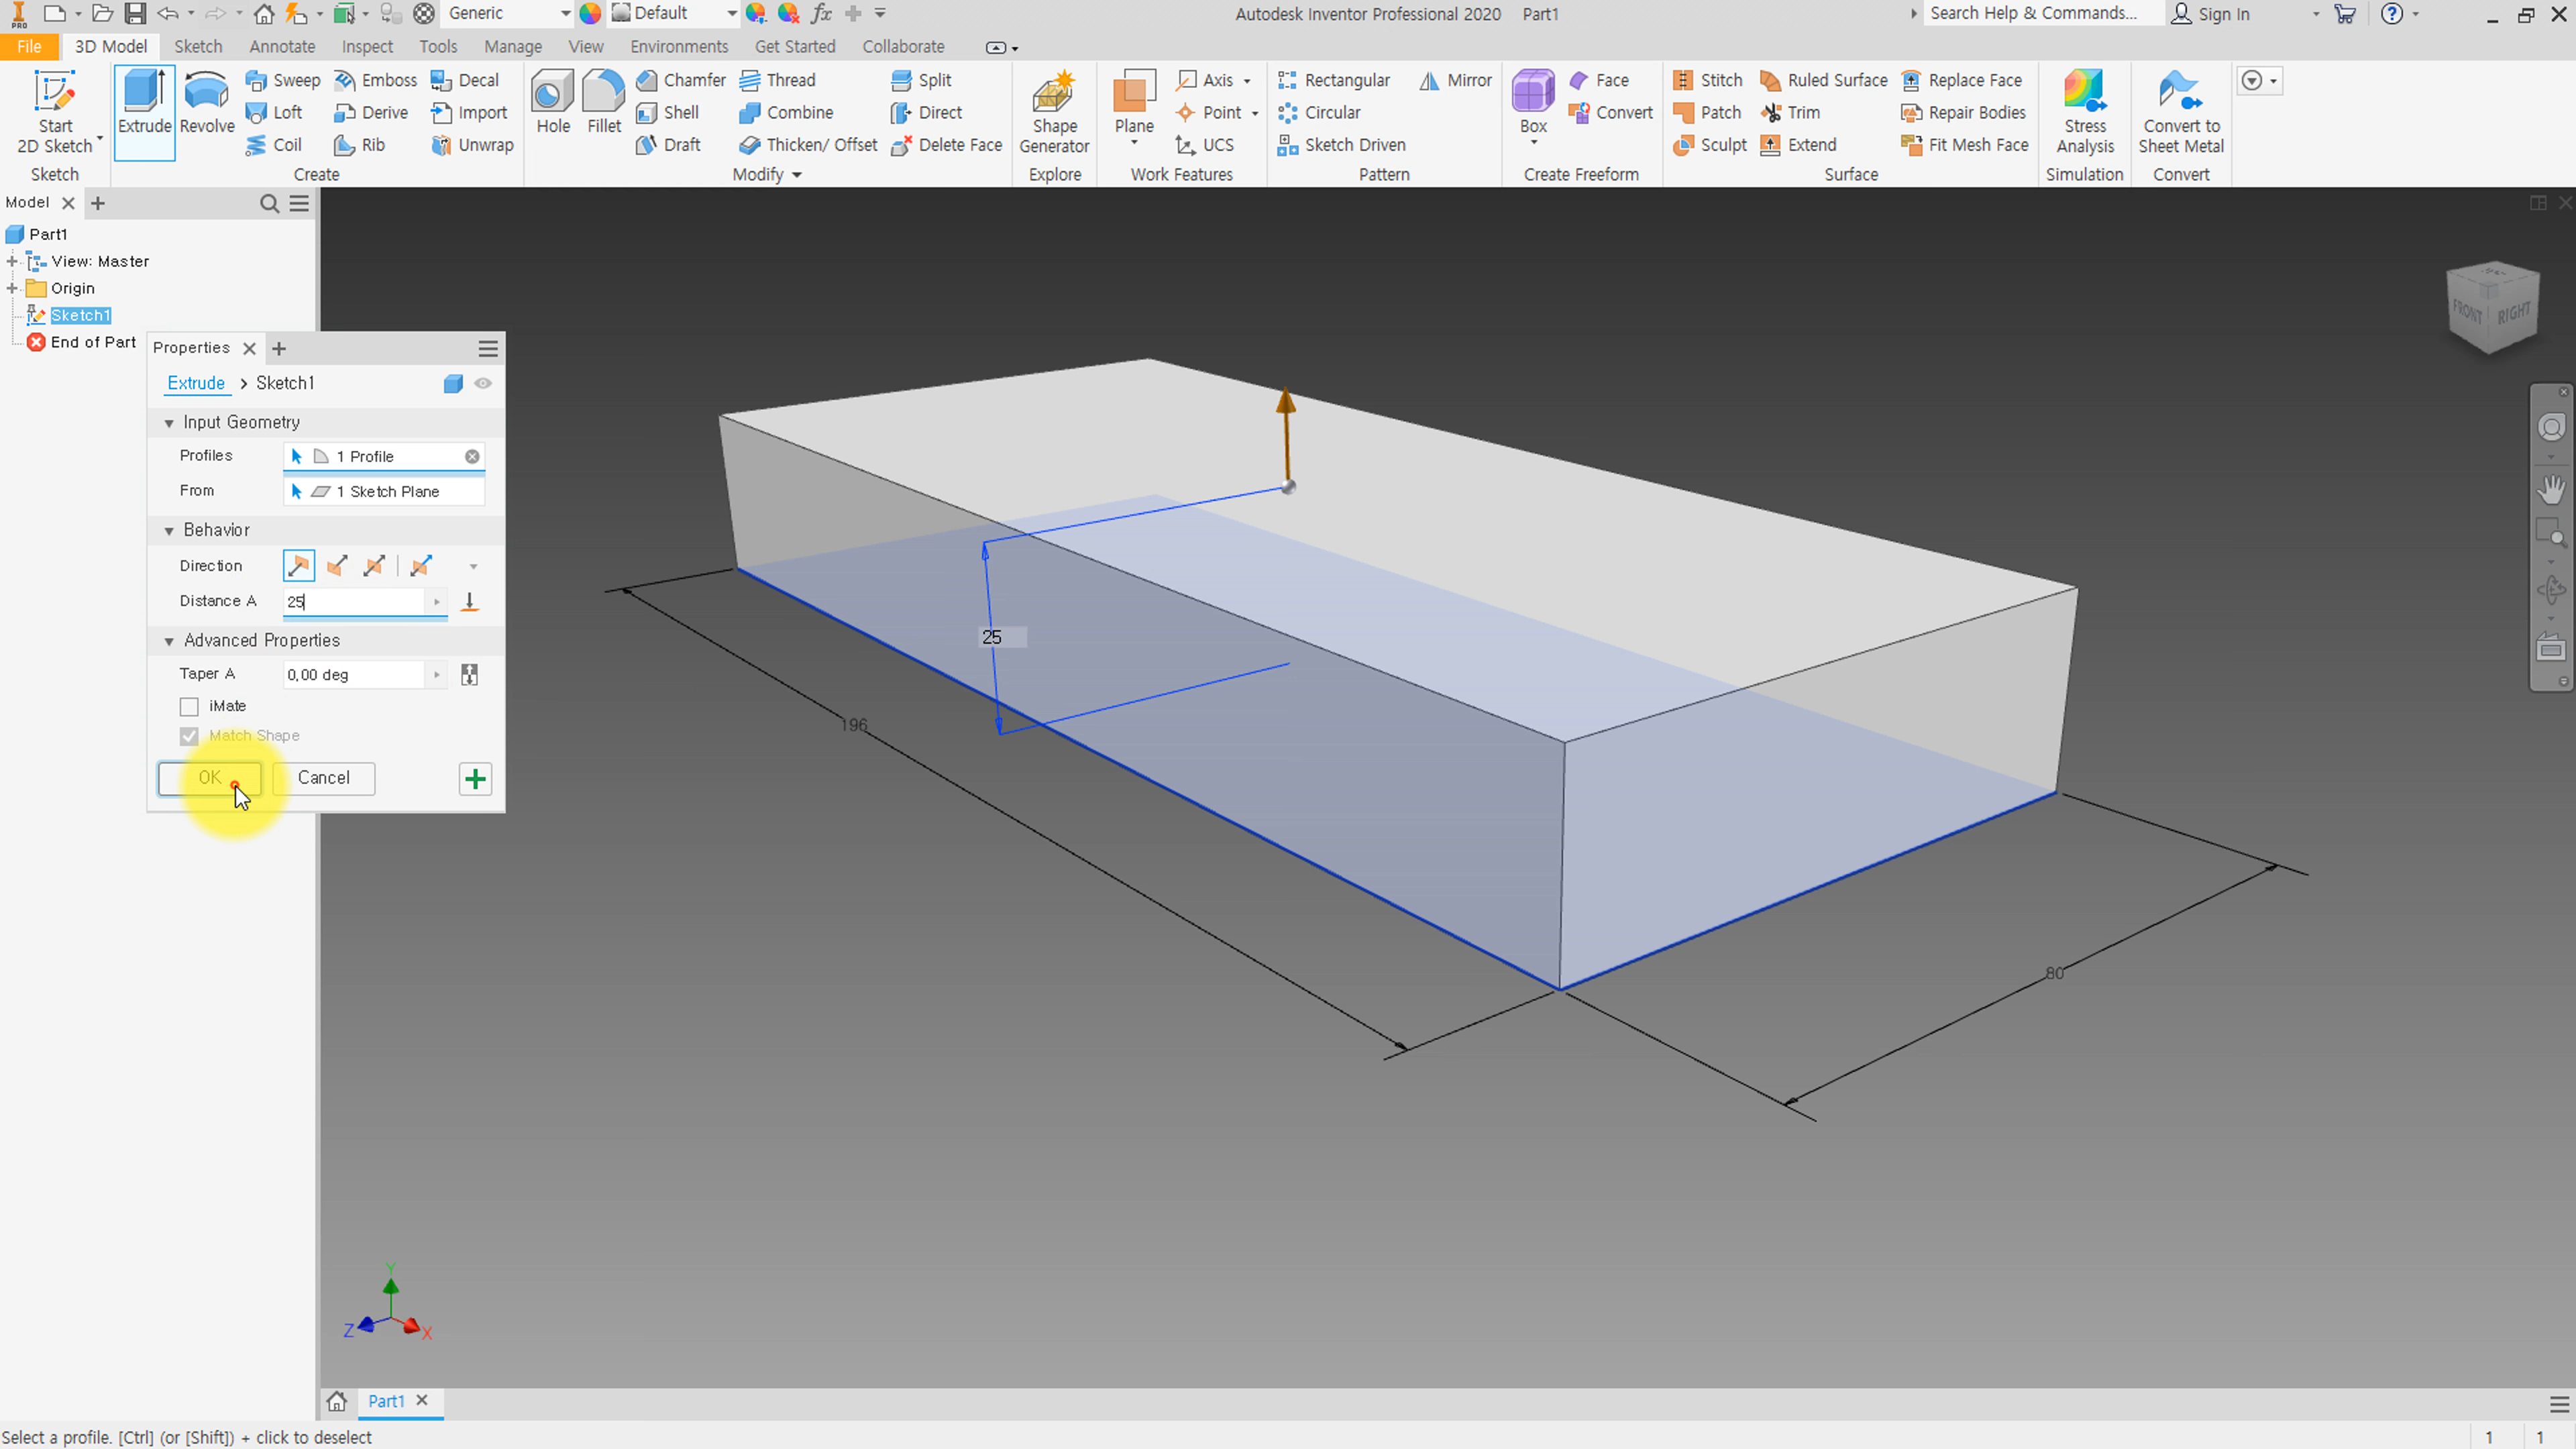 PRO
Generic
Default
fx
Autodesk Inventor Professional 2020 Part1
Search Help & Commands...
Sign In
File
3D Model
Sketch
Annotate
Inspect
Tools
Manage
View
Environments
Get Started
Collaborate
Start
2D Sketch
Sketch
Extrude
Revolve
Sweep
Loft
Coil
Emboss
Derive
Rib
Decal
Import
Unwrap
Create
Hole
Fillet
Chamfer
Shell
Draft
Thread
Combine
Thicken/ Offset
Split
Direct
Delete Face
Modify
Shape
Generator
Explore
Plane
Axis
Point
UCS
Work Features
Rectangular
Circular
Sketch Driven
Mirror
Pattern
Box
Face
Convert
Create Freeform
Stitch
Patch
Sculpt
Ruled Surface
Trim
Extend
Replace Face
Repair Bodies
Fit Mesh Face
Surface
Stress
Analysis
Simulation
Convert to
Sheet Metal
Convert
Model
Part1
View: Master
Origin
Sketch1
End of Part
Properties
Extrude > Sketch1
Input Geometry
Profiles
1 Profile
From
1 Sketch Plane
Behavior
Direction
Distance A
25
Advanced Properties
Taper A
0,00 deg
iMate
Match Shape
OK
Cancel
FRONT
RIGHT
25
196
80
Y
Z
X
Part1
Select a profile. [Ctrl] (or [Shift]) + click to deselect
1
1